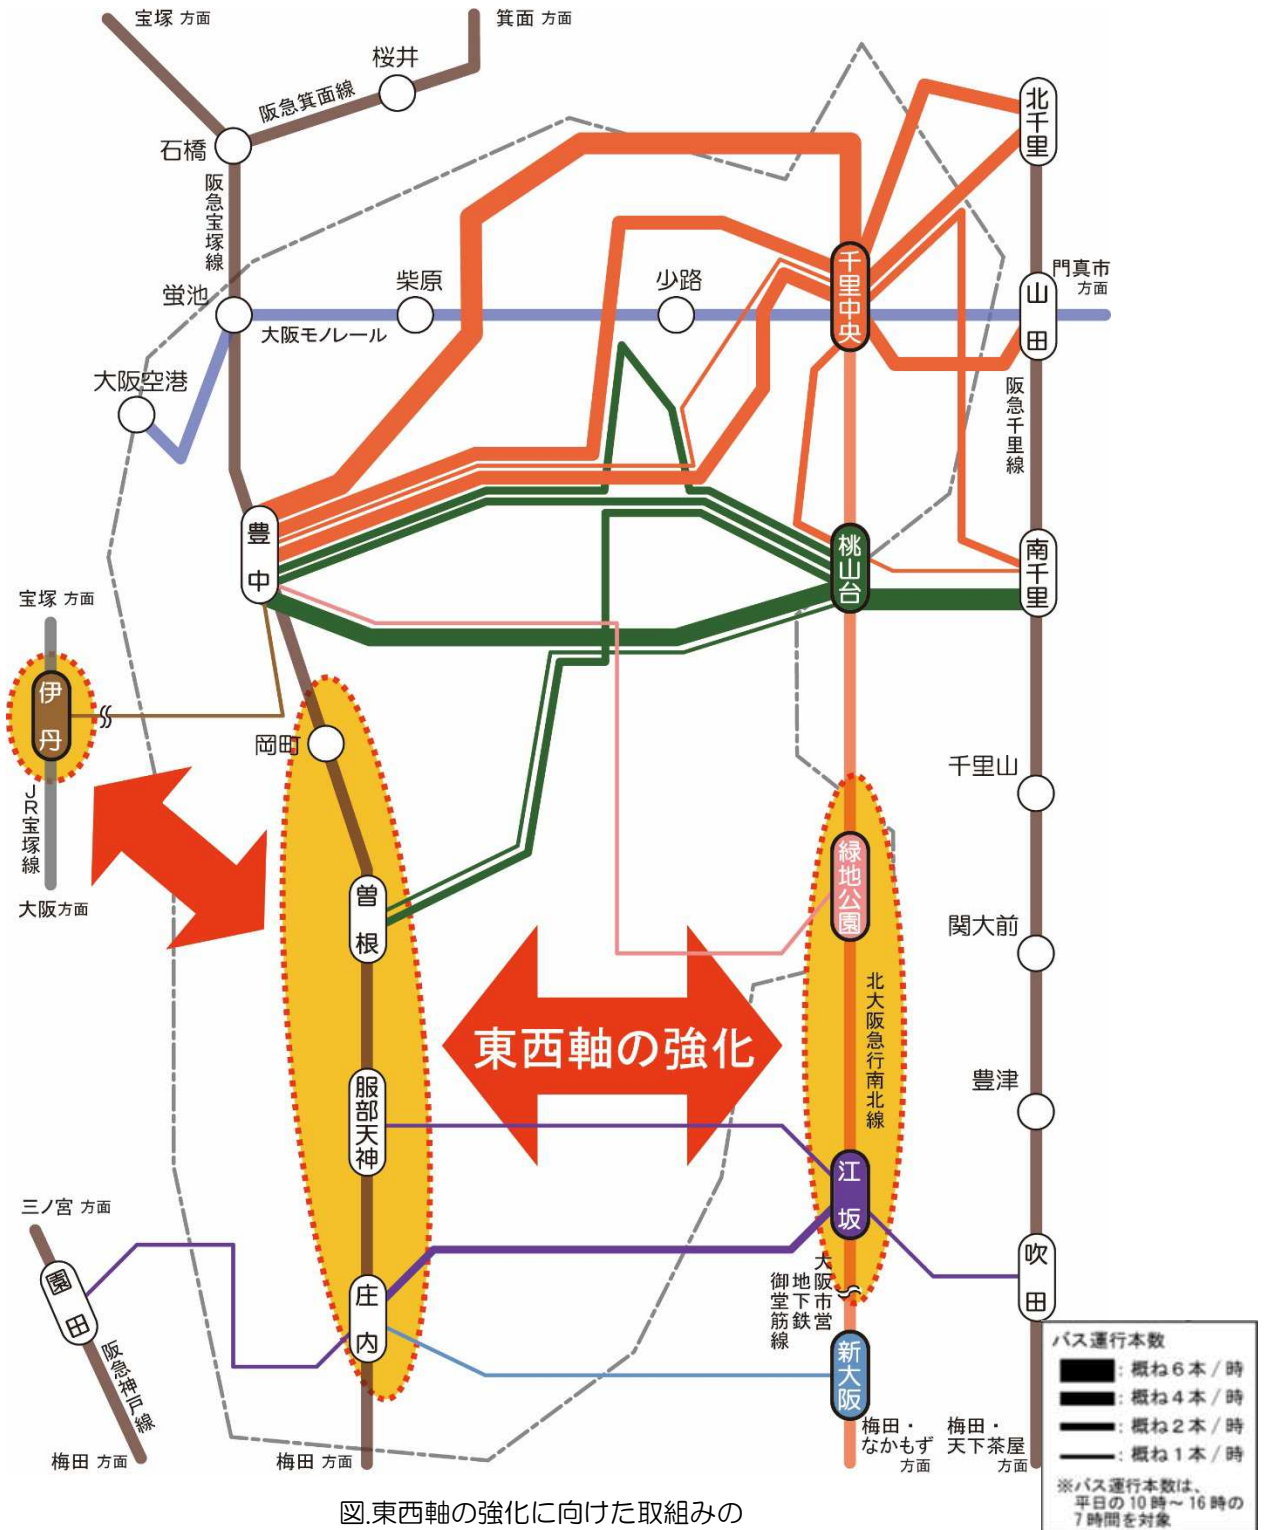 宝塚 方面
箕面 方面
桜井
阪急箕面線
石橋
北千里
阪急宝塚線
千里中央
門真市
方面
蛍池
柴原
少路
山田
大阪モノレール
大阪空港
阪急千里線
豊中
桃山台
南千里
宝塚 方面
伊丹
岡町
千里山
JR宝塚線
緑地公園
曽根
大阪方面
関大前
北大阪急行南北線
東西軸の強化
豊津
服部天神
江坂
三ノ宮 方面
吹田
園田
庄内
大阪市営
地下鉄
御堂筋線
新大阪
阪急神戸線
梅田 方面
梅田 方面
梅田・
なかもず
方面
梅田・
天下茶屋
方面
バス運行本数
：概ね６本／時
：概ね４本／時
：概ね２本／時
：概ね１本／時
※バス運行本数は、
平日の10時～16時の
7時間を対象
図.東西軸の強化に向けた取組みの